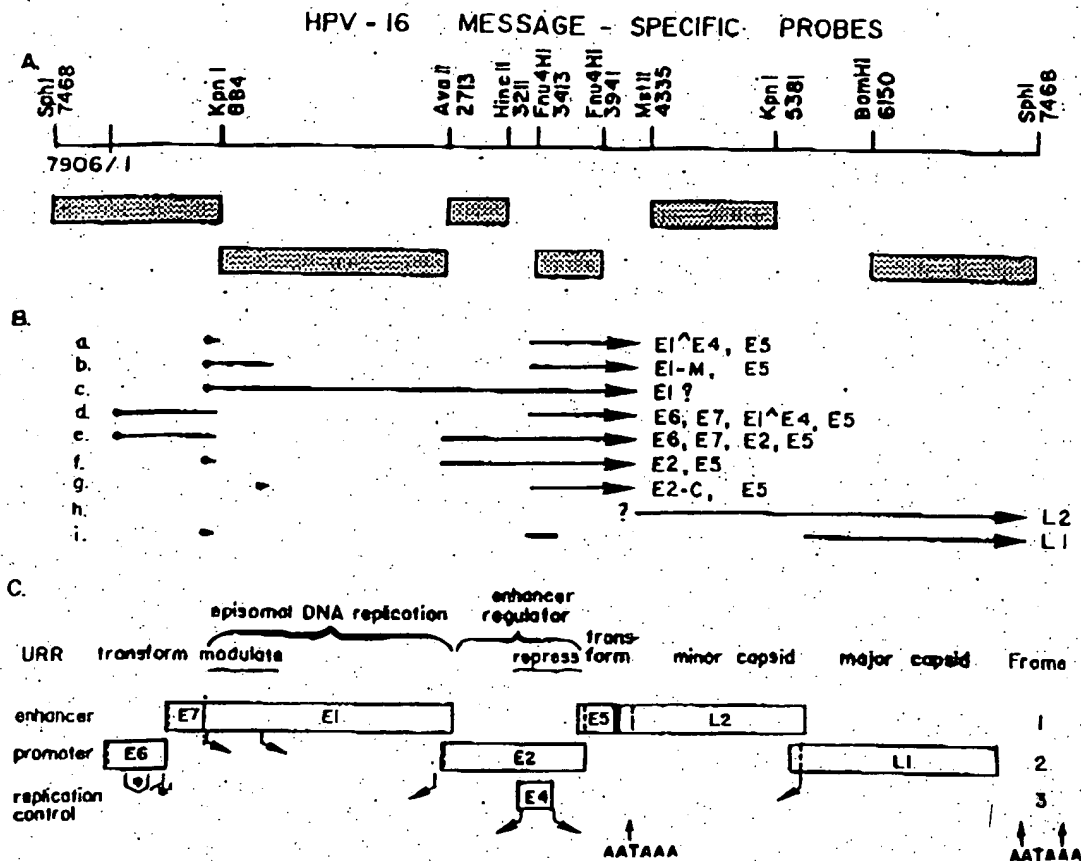 HPV-16 MESSAGE-SPECIFIC PROBES
A.
SphI 7468
KpnI 884
AvaII 2713
HincII 3211
Fnu4HI 3413
Fnu4HI 3941
MstII 4335
KpnI 5381
BamHI 6150
SphI 7468
7906/1
B.
a. E1^E4, E5
b. E1-M, E5
c. E1?
d. E6, E7, E1^E4, E5
e. E6, E7, E2, E5
f. E2, E5
g. E2-C, E5
h. ? L2
i. L1
C.
episomal DNA replication
enhancer regulator
URR transform modulate repress trans-form minor capsid major capsid Frame
enhancer E7 E1 E5 L2 1
promoter E6 E2 L1 2
replication control E4 3
AATAAA AATAAA